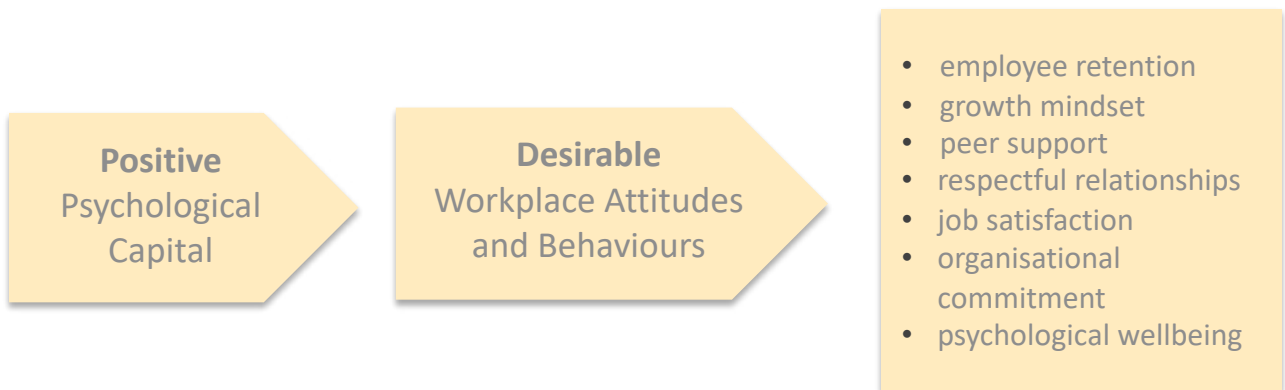 Positive
Psychological
Capital
Desirable
Workplace Attitudes
and Behaviours
• employee retention
• growth mindset
• peer support
• respectful relationships
• job satisfaction
• organisational
commitment
• psychological wellbeing